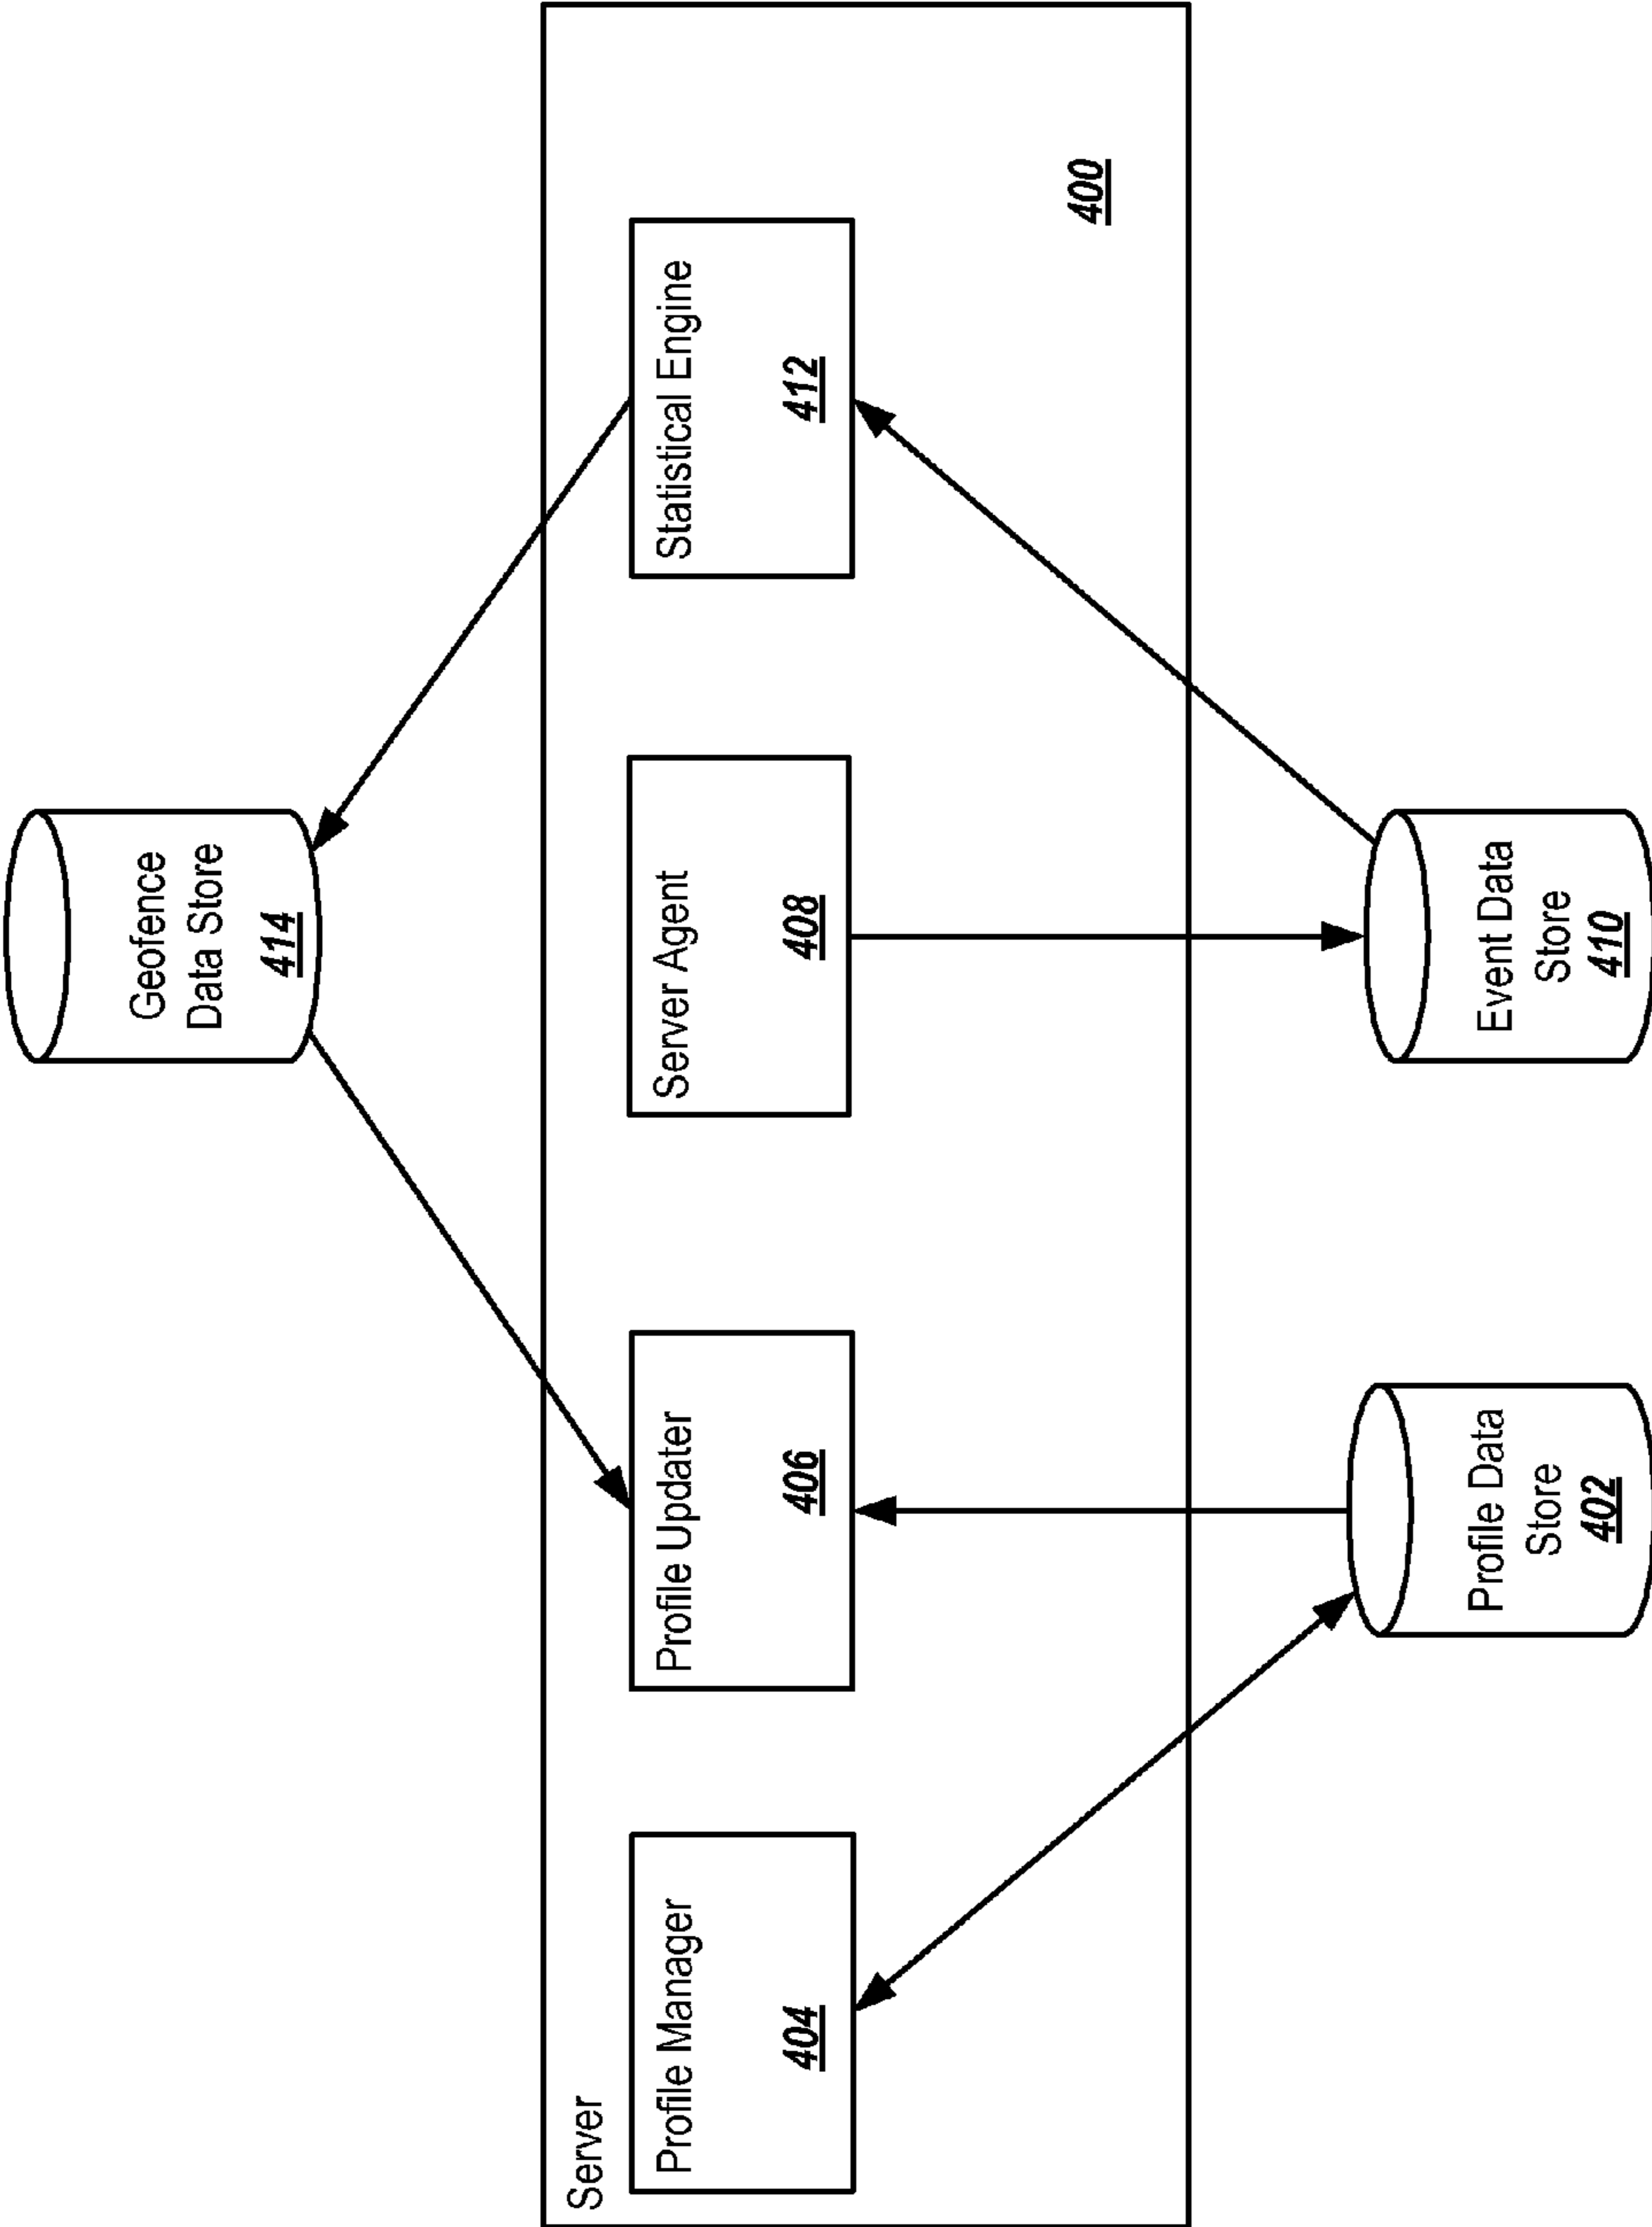 Geofence
Data Store
414
Server
Profile Manager
404
Profile Updater
406
Server Agent
408
Statistical Engine
412
400
Profile Data
Store
402
Event Data
Store
410